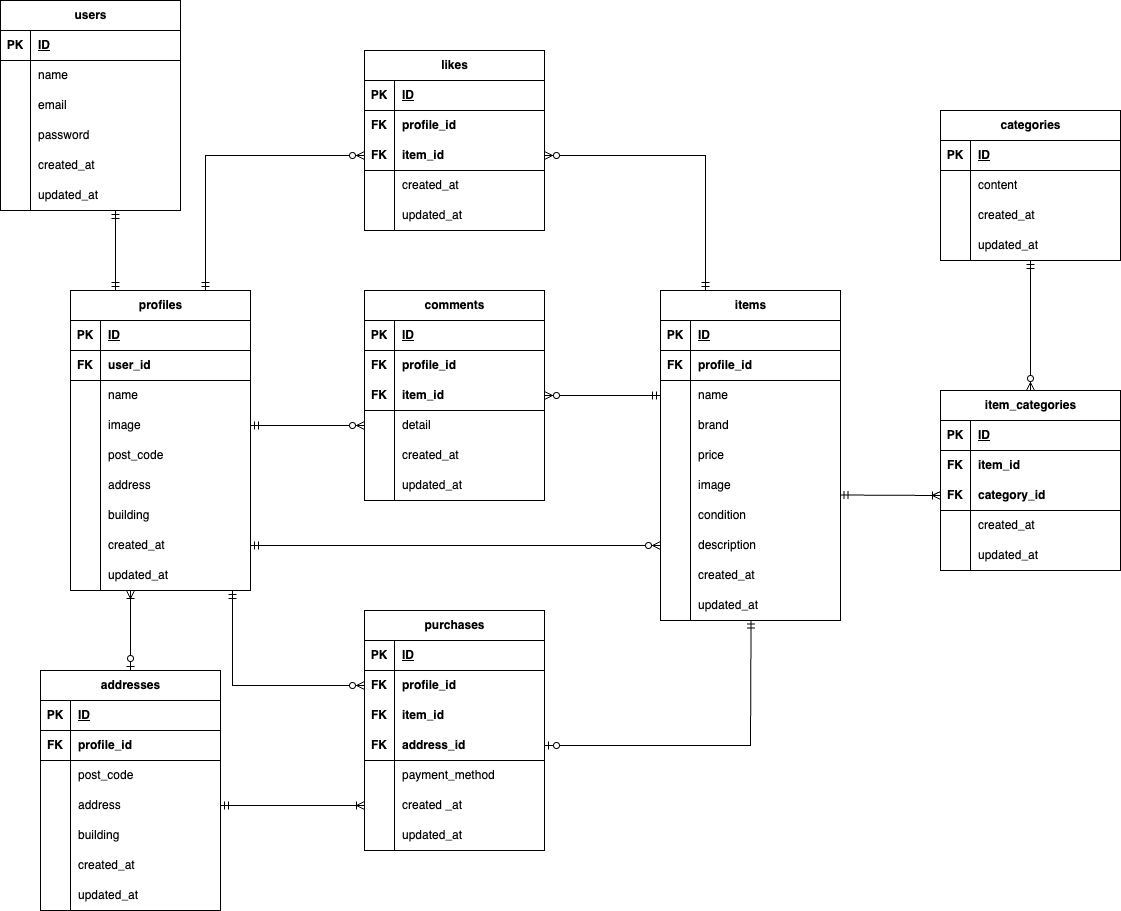 users
PK ID
name
email
password
created_at
updated_at
likes
PK ID
FK profile_id
FK item_id
created_at
updated_at
categories
PK ID
content
created_at
updated_at
profiles
PK ID
FK user_id
name
image
post_code
address
building
created_at
updated_at
comments
PK ID
FK profile_id
FK item_id
detail
created_at
updated_at
items
PK ID
FK profile_id
name
brand
price
image
condition
description
created_at
updated_at
item_categories
PK ID
FK item_id
FK category_id
created_at
updated_at
addresses
PK ID
FK profile_id
post_code
address
building
created_at
updated_at
purchases
PK ID
FK profile_id
FK item_id
FK address_id
payment_method
created _at
updated_at